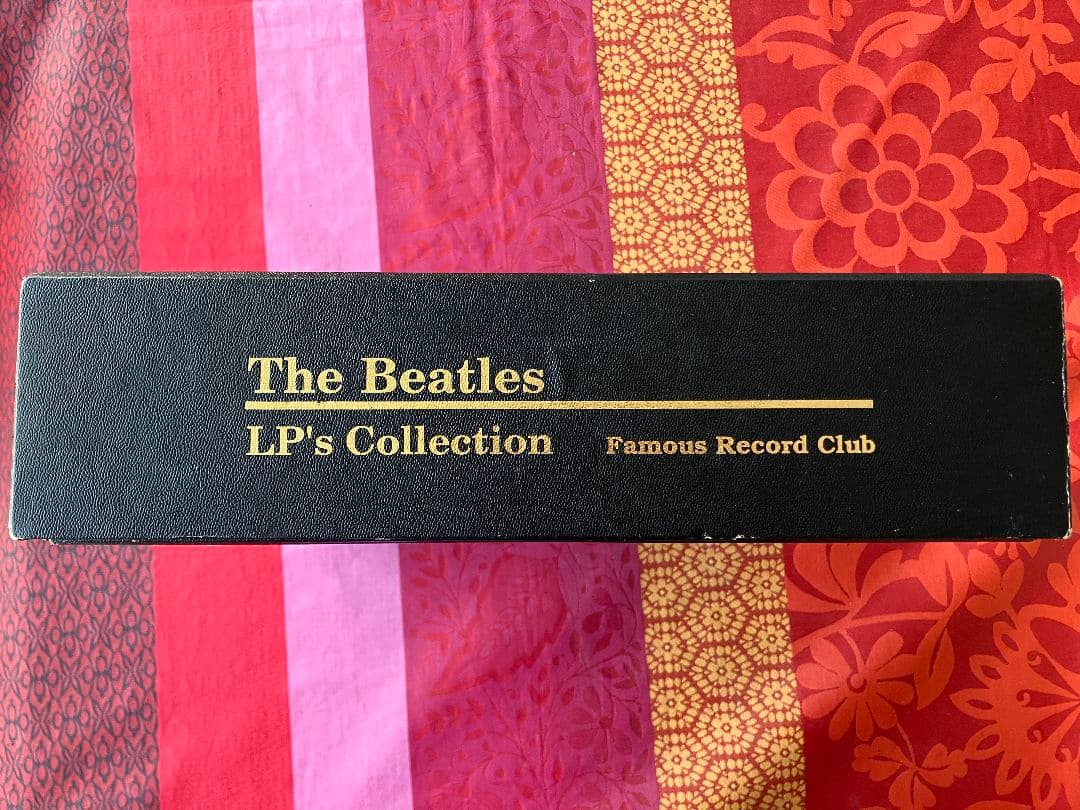 The Beatles
LP's Collection Famous Record Club